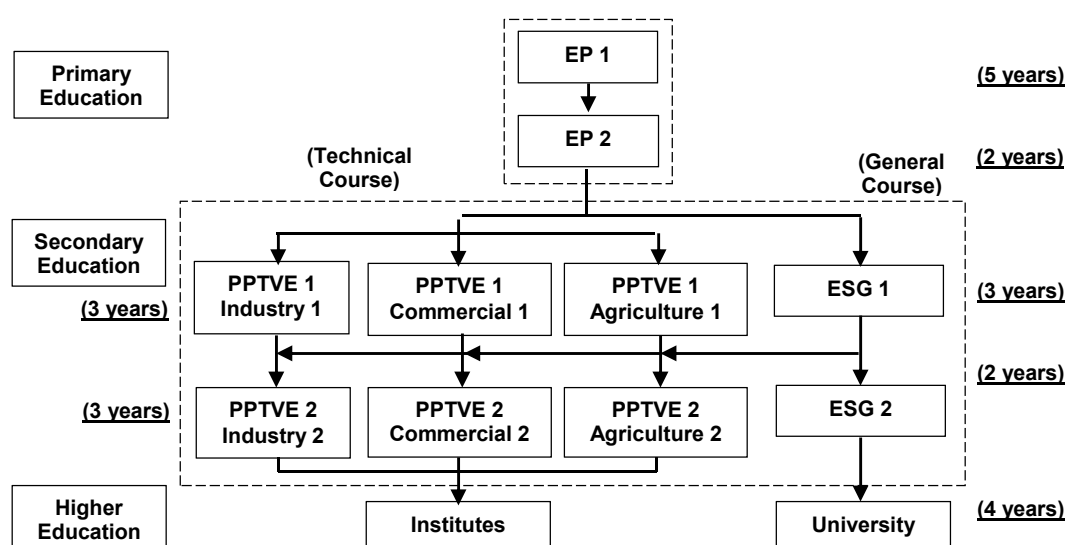 EP 1
Primary
Education
(5 years)
EP 2
(Technical
Course)
(General
Course)
(2 years)
Secondary
Education
PPTVE 1
Industry 1
PPTVE 1
Commercial 1
PPTVE 1
Agriculture 1
ESG 1
(3 years)
(3 years)
(2 years)
PPTVE 2
Industry 2
PPTVE 2
Commercial 2
PPTVE 2
Agriculture 2
ESG 2
(3 years)
Higher
Education
Institutes
University
(4 years)